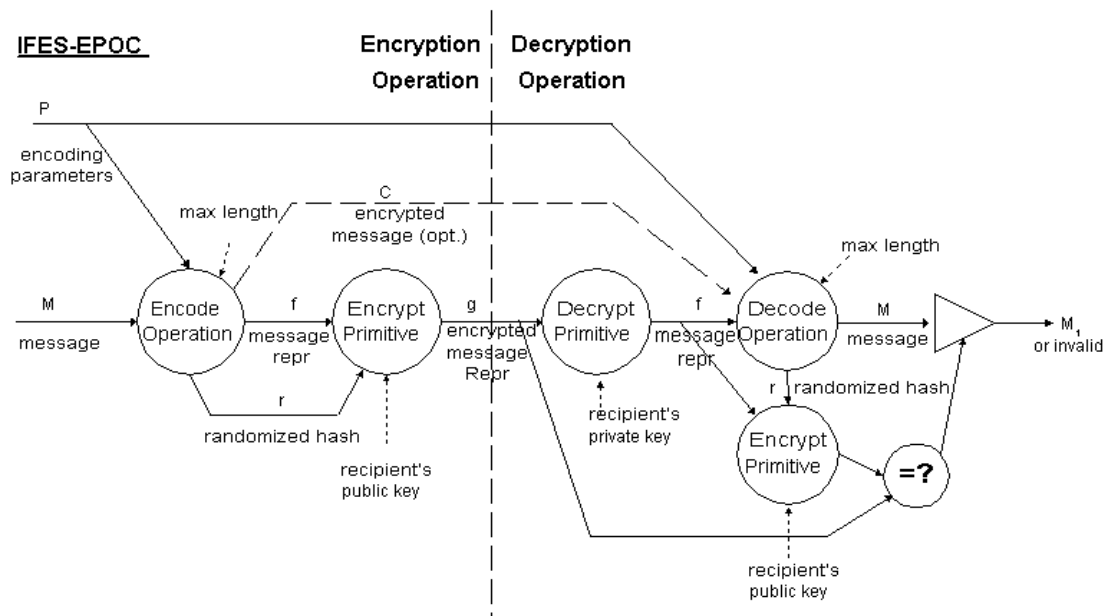 IFES-EPOC
Encryption
Operation
Decryption
Operation
P
encoding
parameters
max length
C
encrypted
message (opt.)
max length
M
message
Encode
Operation
f
message
repr
Encrypt
Primitive
g
encrypted
message
Repr
Decrypt
Primitive
f
message
repr
Decode
Operation
M
message
M1
or invalid
r
randomized hash
r
randomized hash
recipient's
public key
recipient's
private key
Encrypt
Primitive
=?
recipient's
public key